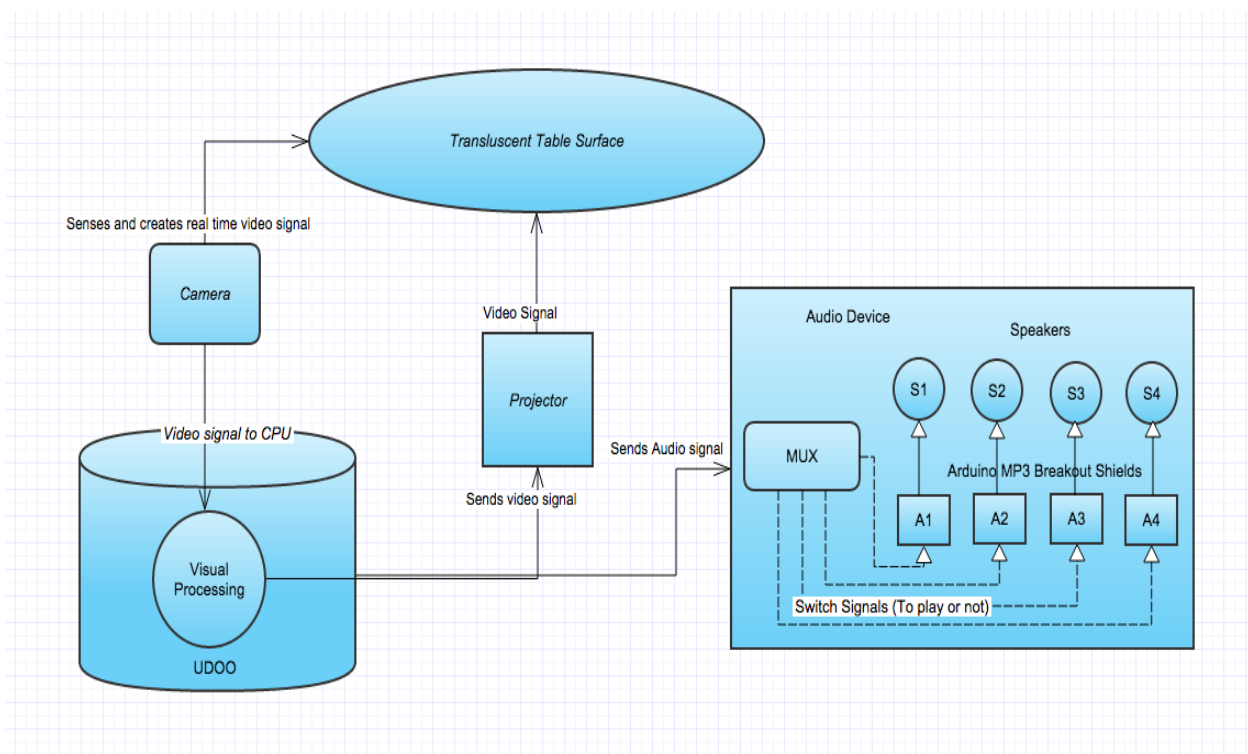 Transluscent Table Surface
Senses and creates real time video signal
Camera
Video Signal
Projector
Video signal to CPU
Sends video signal
Visual
Processing
UDOO
Sends Audio signal
Audio Device
Speakers
S1
S2
S3
S4
MUX
Arduino MP3 Breakout Shields
A1
A2
A3
A4
Switch Signals (To play or not)